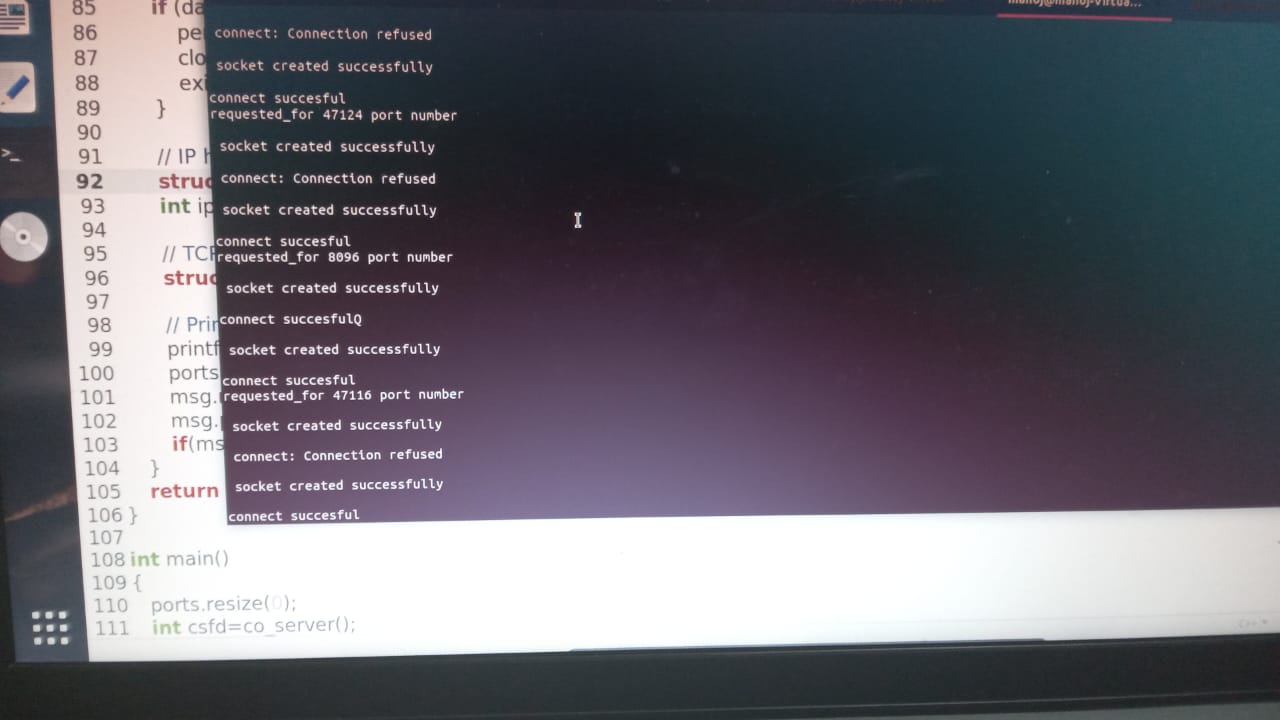 manoj@manoj-Virtua...
85 if (da
86 pe
87 clo
88 exi
89 }
90
91 // IP h
92 struc
93 int ip
94
95 // TCP
96 struc
97
98 // Prin
99 printf
100 ports
101 msg.
102 msg.p
103 if(ms
104 }
105 return
106 }
107
108 int main()
109 {
110 ports.resize(0);
111 int csfd=co_server();
connect: Connection refused
socket created successfully
connect succesful
requested_for 47124 port number
socket created successfully
connect: Connection refused
socket created successfully
connect succesful
requested_for 8096 port number
socket created successfully
connect succesfulQ
socket created successfully
connect succesful
requested_for 47116 port number
socket created successfully
connect: Connection refused
socket created successfully
connect succesful
C++